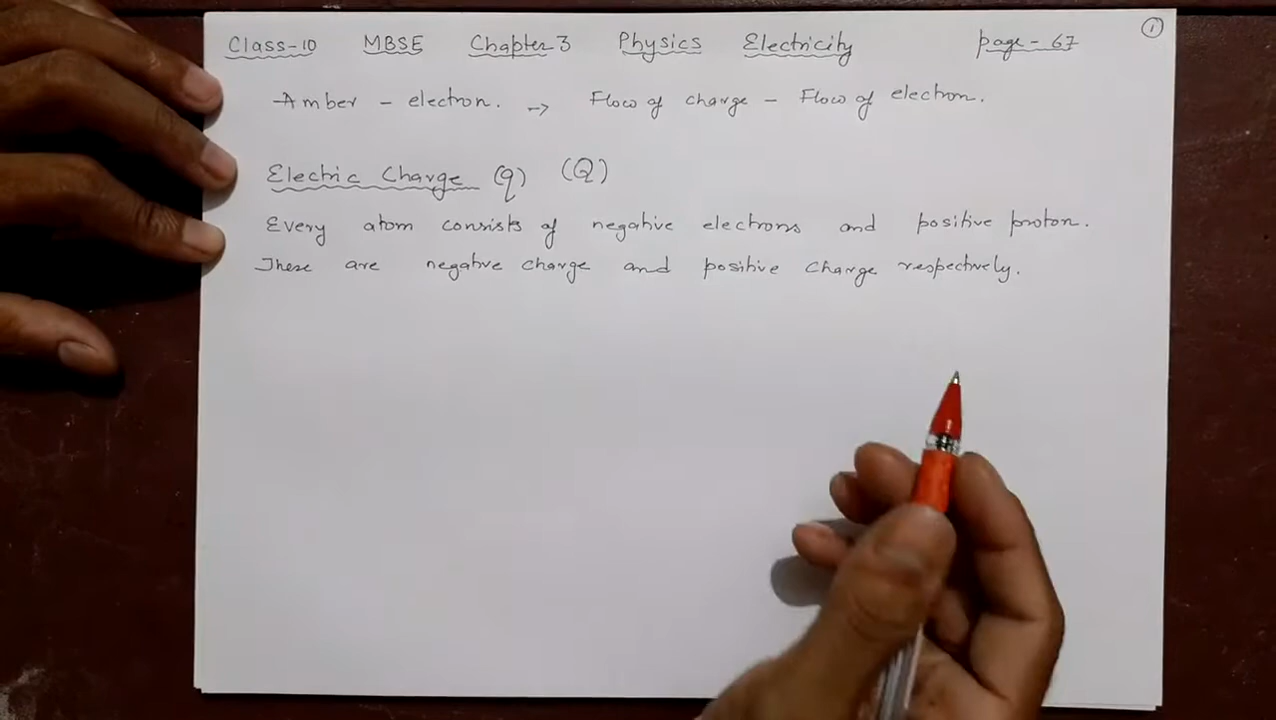 Class-10 MBSE Chapter 3 Physics Electricity page - 67 1
Amber - electron. -> Flow of charge - Flow of electron.
Electric Charge (q) (Q)
Every atom consists of negative electrons and positive proton.
These are negative charge and positive charge respectively.